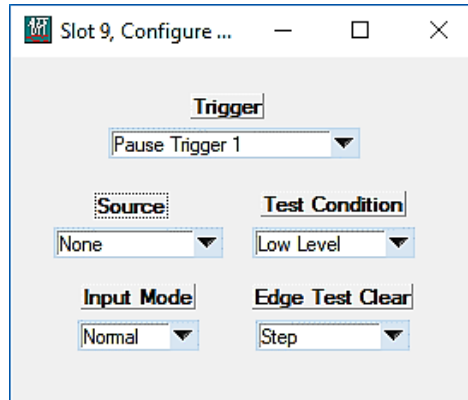 Slot 9, Configure ...
Trigger
Pause Trigger 1
Source Test Condition
None Low Level
Input Mode Edge Test Clear
Normal Step